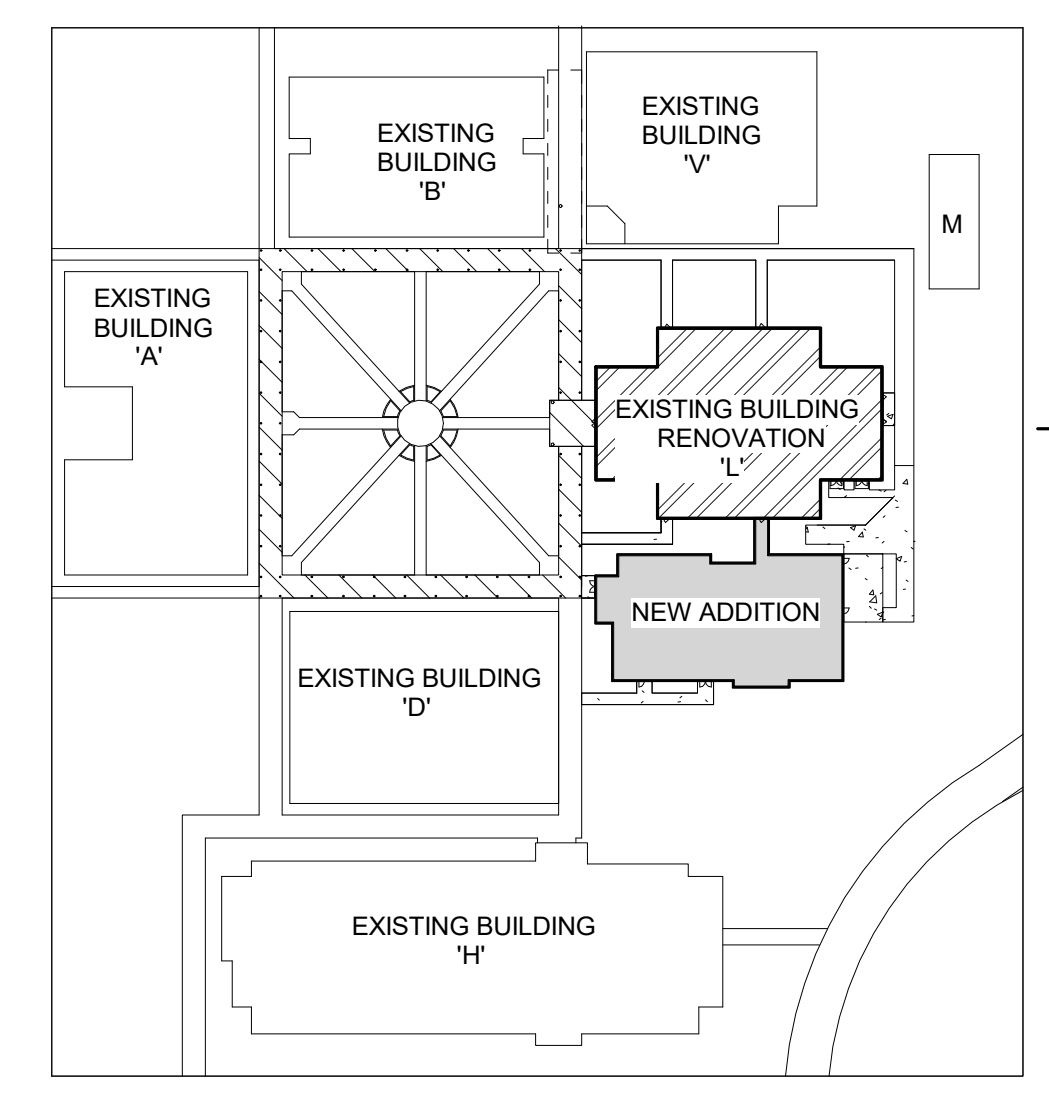 EXISTING
BUILDING
'B'
EXISTING
BUILDING
'V'
M
EXISTING
BUILDING
'A'
EXISTING BUILDING
RENOVATION
'L'
NEW ADDITION
EXISTING BUILDING
'D'
EXISTING BUILDING
'H'